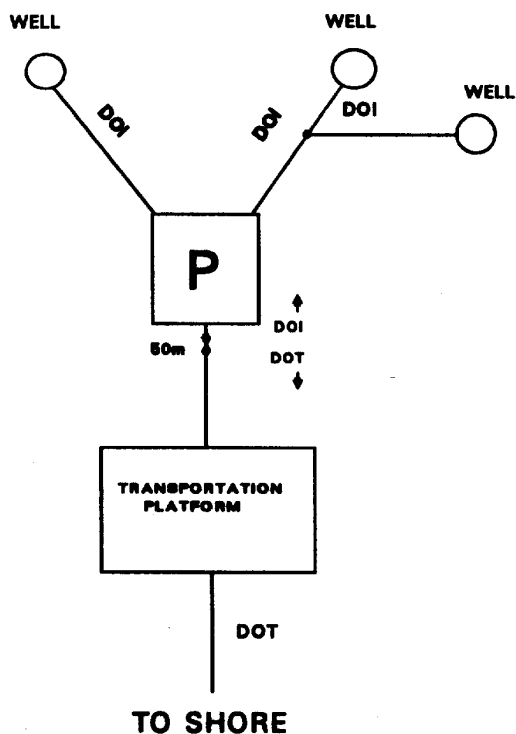 WELL
WELL
WELL
DOI
DOI
DOI
P
50m
DOI
DOT
TRANSPORTATION
PLATFORM
DOT
TO SHORE